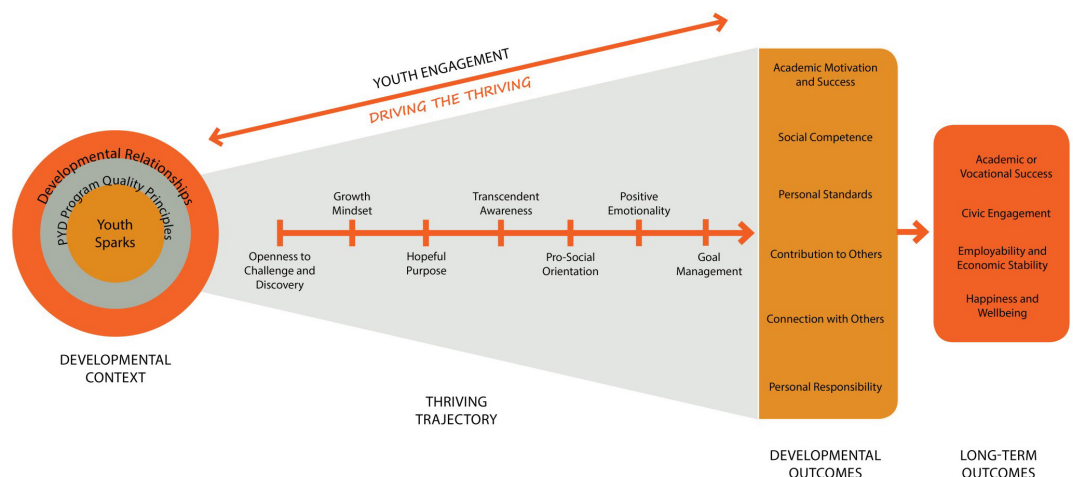 YOUTH ENGAGEMENT
DRIVING THE THRIVING
Developmental Relationships
PYD Program Quality Principles
Youth
Sparks
DEVELOPMENTAL
CONTEXT
Growth
Mindset
Transcendent
Awareness
Positive
Emotionality
Openness to
Challenge and
Discovery
Hopeful
Purpose
Pro-Social
Orientation
Goal
Management
THRIVING
TRAJECTORY
Academic Motivation
and Success
Social Competence
Personal Standards
Contribution to Others
Connection with Others
Personal Responsibility
DEVELOPMENTAL
OUTCOMES
Academic or
Vocational Success
Civic Engagement
Employability and
Economic Stability
Happiness and
Wellbeing
LONG-TERM
OUTCOMES